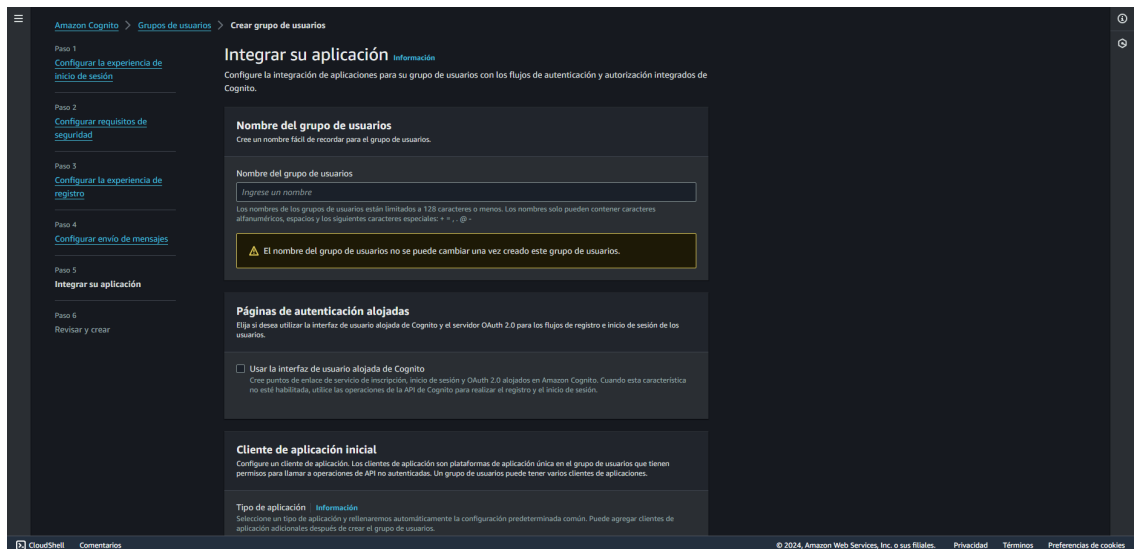 Amazon Cognito > Grupos de usuarios > Crear grupo de usuarios
Paso 1
Configurar la experiencia de
inicio de sesión
Paso 2
Configurar requisitos de
seguridad
Paso 3
Configurar la experiencia de
registro
Paso 4
Configurar envío de mensajes
Paso 5
Integrar su aplicación
Paso 6
Revisar y crear
Integrar su aplicación Información
Configure la integración de aplicaciones para su grupo de usuarios con los flujos de autenticación y autorización integrados de
Cognito.
Nombre del grupo de usuarios
Cree un nombre fácil de recordar para el grupo de usuarios.
Nombre del grupo de usuarios
Ingrese un nombre
Los nombres de los grupos de usuarios están limitados a 128 caracteres o menos. Los nombres solo pueden contener caracteres
alfanuméricos, espacios y los siguientes caracteres especiales: + = , . @ -
El nombre del grupo de usuarios no se puede cambiar una vez creado este grupo de usuarios.
Páginas de autenticación alojadas
Elija si desea utilizar la interfaz de usuario alojada de Cognito y el servidor OAuth 2.0 para los flujos de registro e inicio de sesión de los
usuarios.
Usar la interfaz de usuario alojada de Cognito
Cree puntos de enlace de servicio de inscripción, inicio de sesión y OAuth 2.0 alojados en Amazon Cognito. Cuando esta característica
no esté habilitada, utilice las operaciones de la API de Cognito para realizar el registro y el inicio de sesión.
Cliente de aplicación inicial
Configure un cliente de aplicación. Los clientes de aplicación son plataformas de aplicación única en el grupo de usuarios que tienen
permisos para llamar a operaciones de API no autenticadas. Un grupo de usuarios puede tener varios clientes de aplicaciones.
Tipo de aplicación Información
Seleccione un tipo de aplicación y rellenaremos automáticamente la configuración predeterminada común. Puede agregar clientes de
aplicación adicionales después de crear el grupo de usuarios.
CloudShell Comentarios © 2024, Amazon Web Services, Inc. o sus filiales. Privacidad Términos Preferencias de cookies